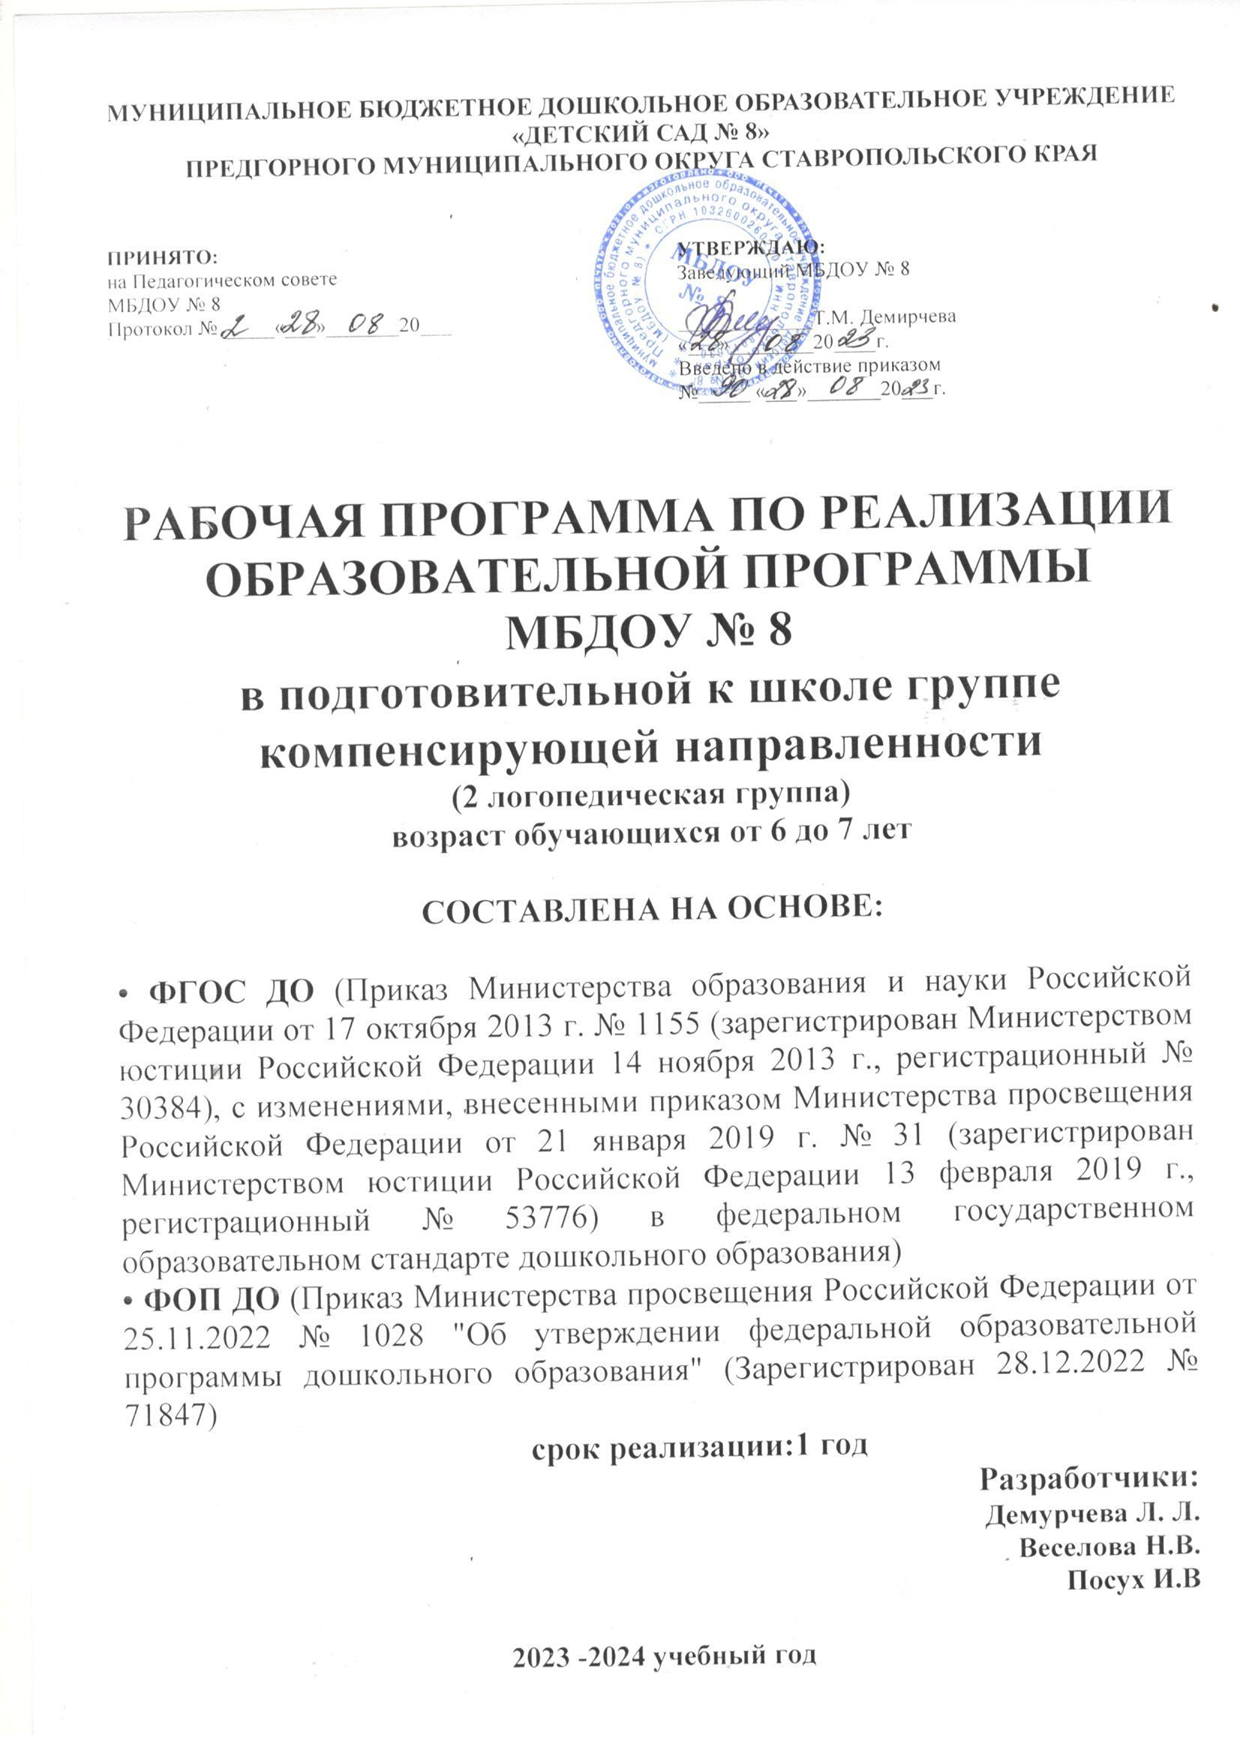 МУНИЦИПАЛЬНОЕ БЮДЖЕТНОЕ ДОШКОЛЬНОЕ ОБРАЗОВАТЕЛЬНОЕ УЧРЕЖДЕНИЕ
«ДЕТСКИЙ САД № 8»
ПРЕДГОРНОГО МУНИЦИПАЛЬНОГО ОКРУГА СТАВРОПОЛЬСКОГО КРАЯ
ПРИНЯТО:
на Педагогическом совете
МБДОУ № 8
Протокол № 2 «28» 08 20___
УТВЕРЖДАЮ:
Заведующий МБДОУ № 8
Т.М. Демирчева
«28» 08 2023 г.
Введено в действие приказом
№ 90 «28» 08 2023 г.
МБДОУ
№ 8
РАБОЧАЯ ПРОГРАММА ПО РЕАЛИЗАЦИИ
ОБРАЗОВАТЕЛЬНОЙ ПРОГРАММЫ
МБДОУ № 8
в подготовительной к школе группе
компенсирующей направленности
(2 логопедическая группа)
возраст обучающихся от 6 до 7 лет
СОСТАВЛЕНА НА ОСНОВЕ:
• ФГОС ДО (Приказ Министерства образования и науки Российской
Федерации от 17 октября 2013 г. № 1155 (зарегистрирован Министерством
юстиции Российской Федерации 14 ноября 2013 г., регистрационный №
30384), с изменениями, внесенными приказом Министерства просвещения
Российской Федерации от 21 января 2019 г. № 31 (зарегистрирован
Министерством юстиции Российской Федерации 13 февраля 2019 г.,
регистрационный № 53776) в федеральном государственном
образовательном стандарте дошкольного образования)
• ФОП ДО (Приказ Министерства просвещения Российской Федерации от
25.11.2022 № 1028 "Об утверждении федеральной образовательной
программы дошкольного образования" (Зарегистрирован 28.12.2022 №
71847)
срок реализации:1 год
Разработчики:
Демурчева Л. Л.
Веселова Н.В.
Посух И.В
2023 -2024 учебный год